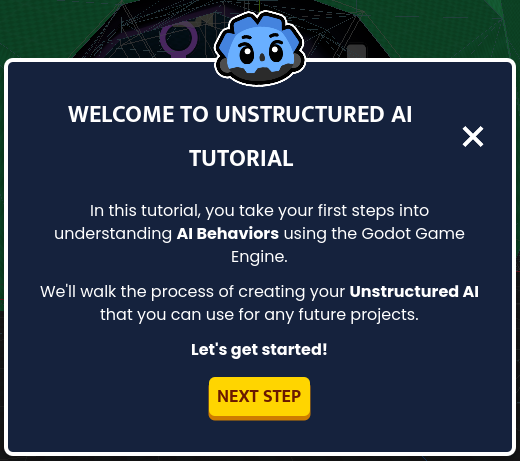 WELCOME TO UNSTRUCTURED AI
TUTORIAL
In this tutorial, you take your first steps into
understanding AI Behaviors using the Godot Game
Engine.
We'll walk the process of creating your Unstructured AI
that you can use for any future projects.
Let's get started!
NEXT STEP